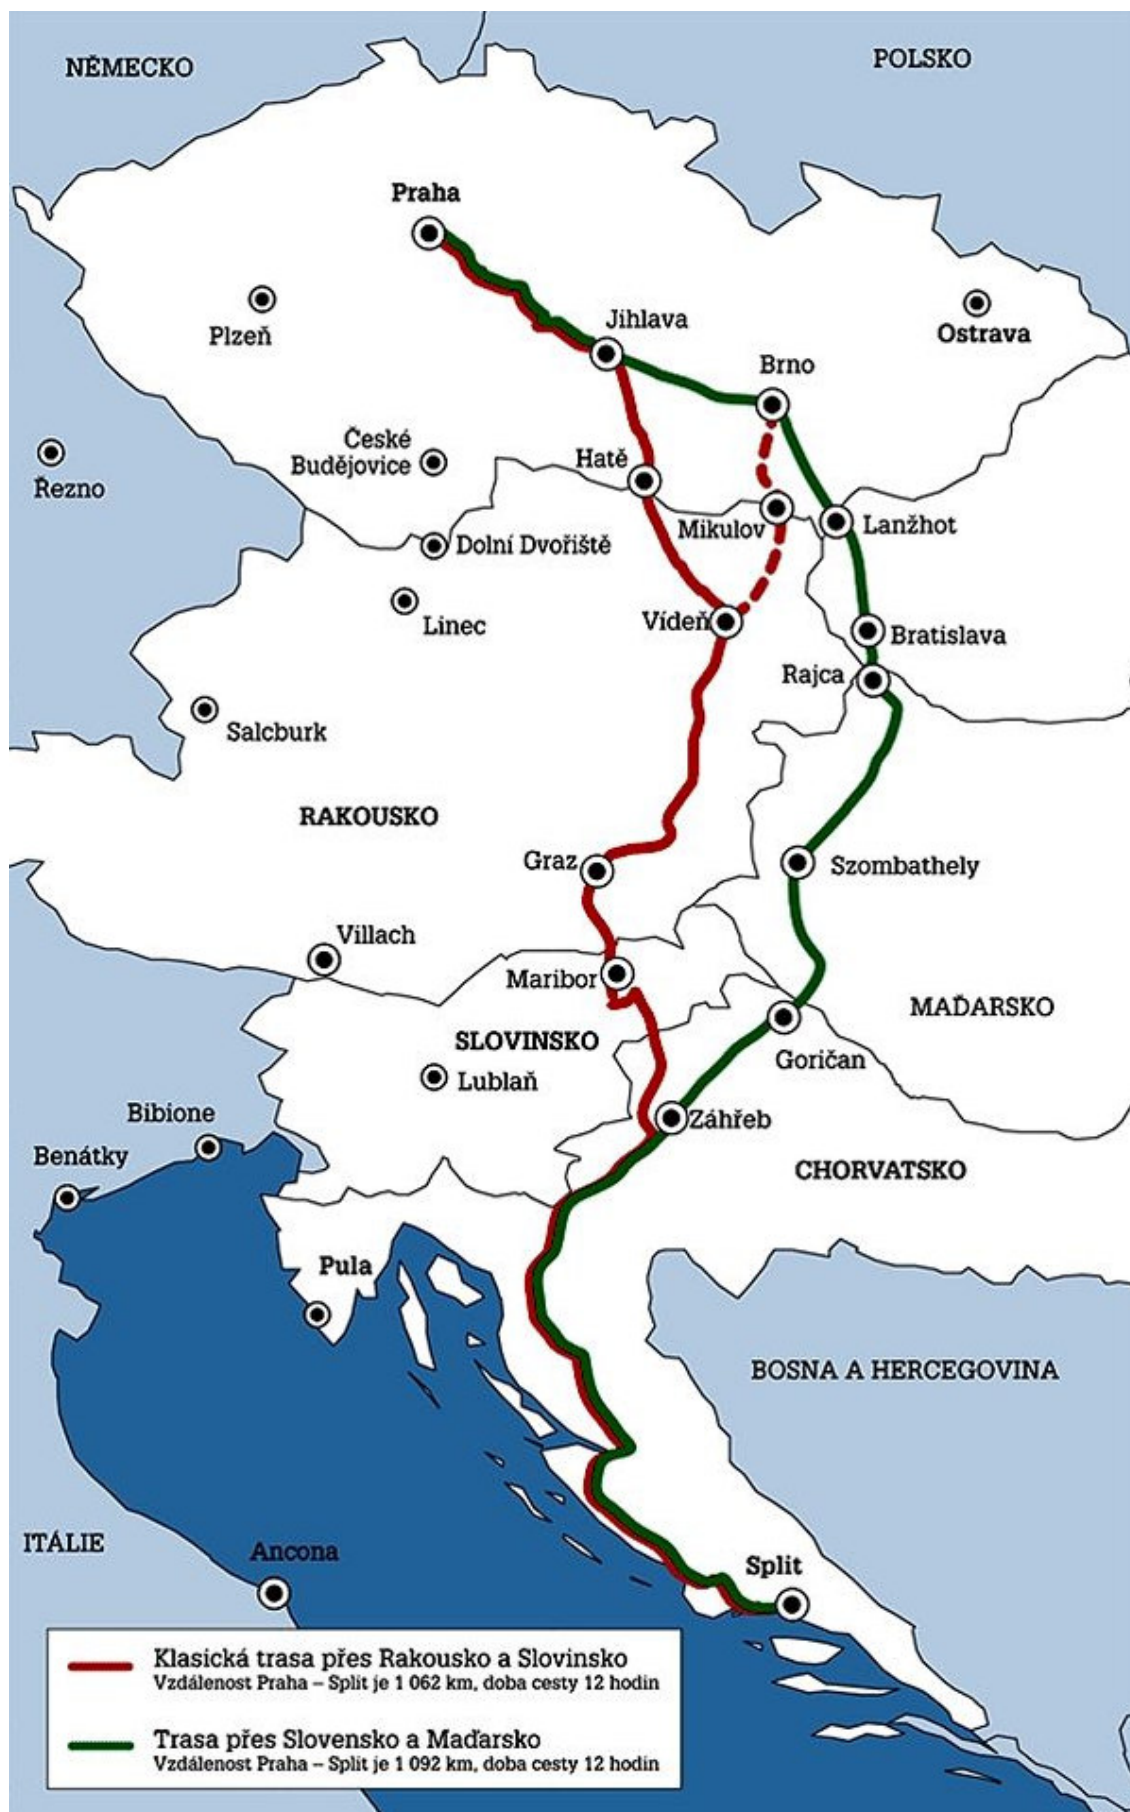 NĚMECKO
POLSKO
Praha
Plzeň
Jihlava
Ostrava
Brno
České
Budějovice
Hatě
Řezno
Mikulov
Lanžhot
Dolní Dvořiště
Linec
Vídeň
Bratislava
Rajca
Salcburk
RAKOUSKO
Graz
Szombathely
Villach
Maribor
MAĎARSKO
SLOVINSKO
Goričan
Lublaň
Bibione
Záhřeb
Benátky
CHORVATSKO
Pula
BOSNA A HERCEGOVINA
ITÁLIE
Ancona
Split
Klasická trasa přes Rakousko a Slovinsko
Vzdálenost Praha – Split je 1 062 km, doba cesty 12 hodin
Trasa přes Slovensko a Maďarsko
Vzdálenost Praha – Split je 1 092 km, doba cesty 12 hodin